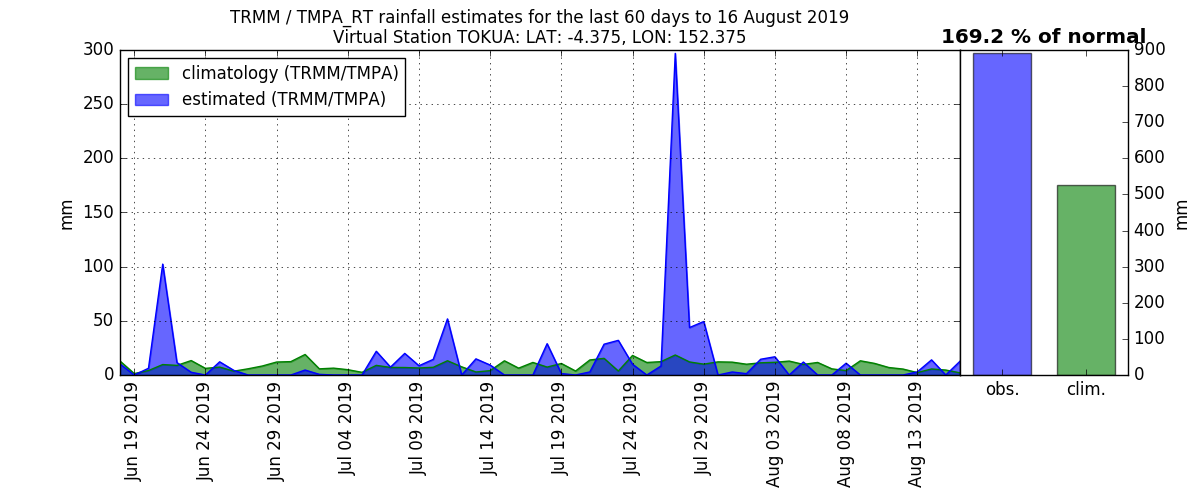 TRMM / TMPA_RT rainfall estimates for the last 60 days to 16 August 2019
Virtual Station TOKUA: LAT: -4.375, LON: 152.375
169.2 % of normal
climatology (TRMM/TMPA)
estimated (TRMM/TMPA)
mm
300
250
200
150
100
50
0
Jun 19 2019
Jun 24 2019
Jun 29 2019
Jul 04 2019
Jul 09 2019
Jul 14 2019
Jul 19 2019
Jul 24 2019
Jul 29 2019
Aug 03 2019
Aug 08 2019
Aug 13 2019
obs.
clim.
900
800
700
600
500
400
300
200
100
0
mm